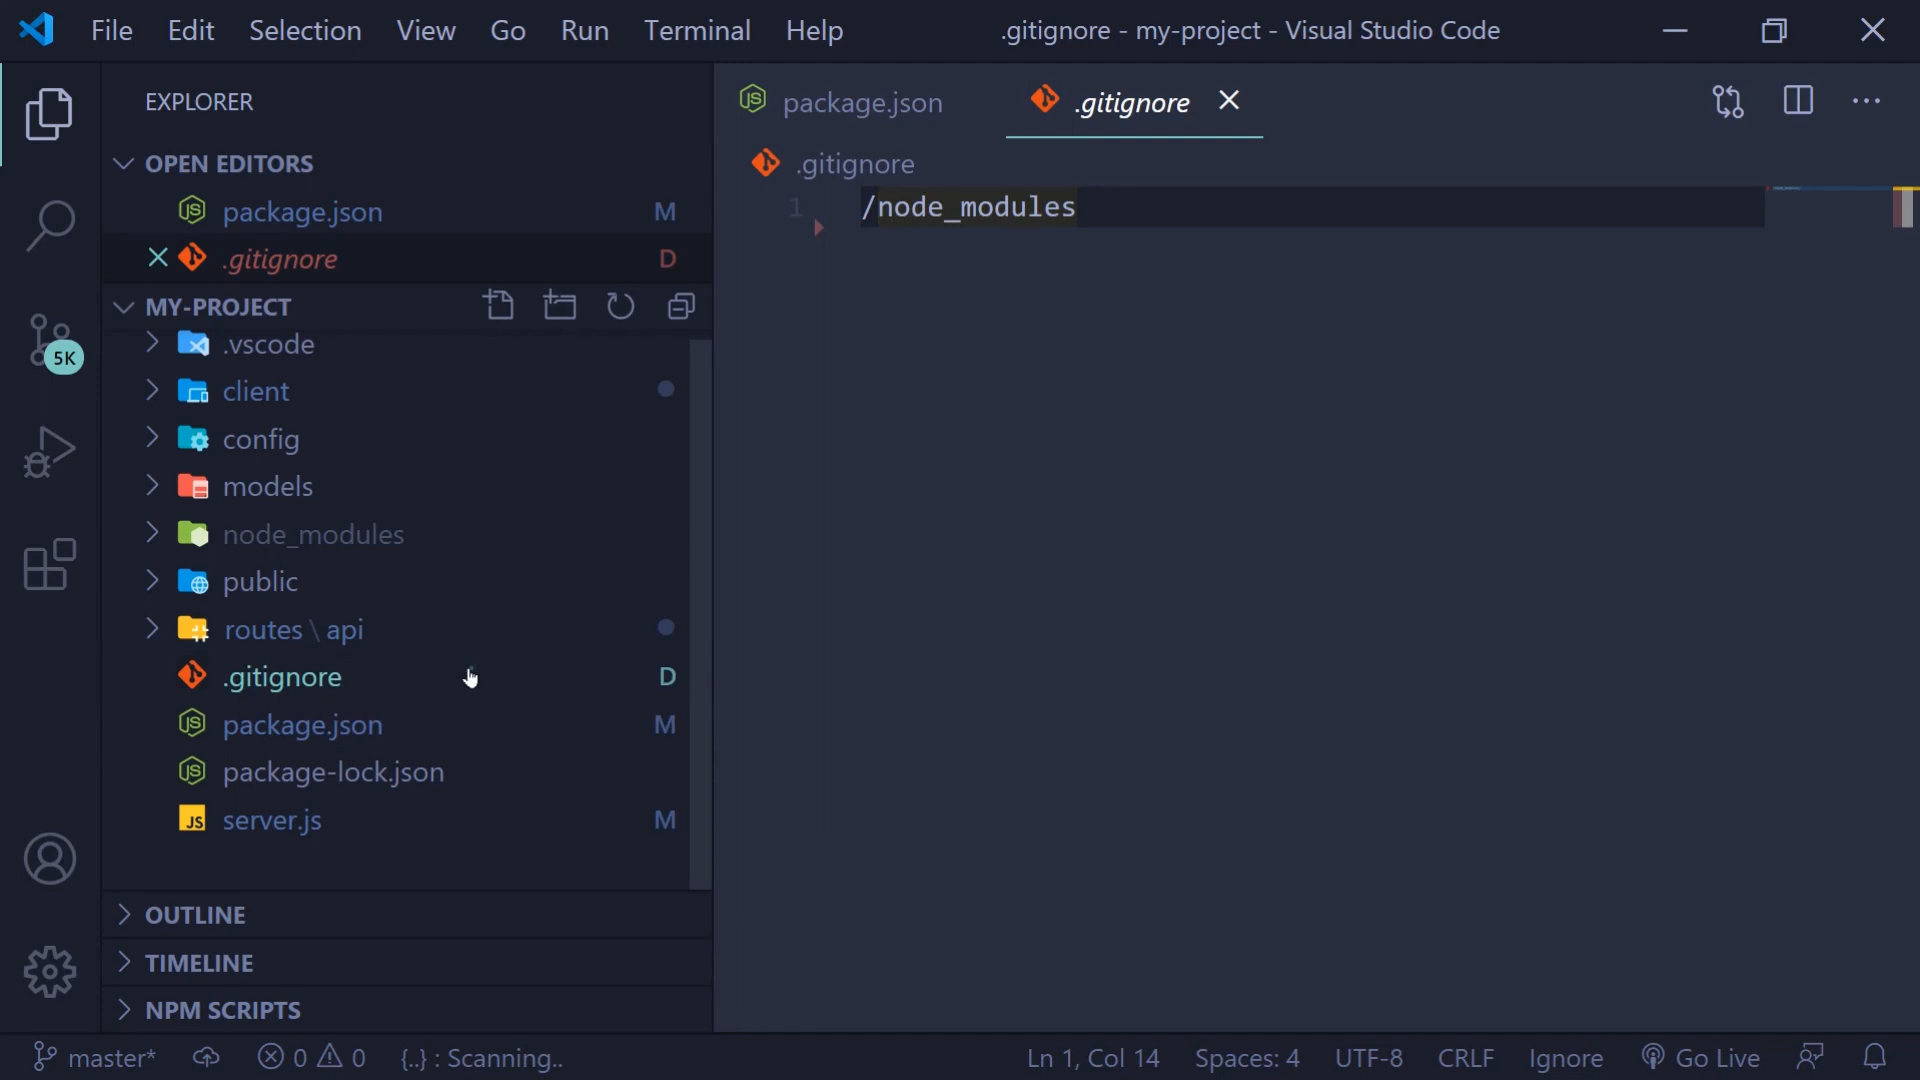 File Edit Selection View Go Run Terminal Help .gitignore - my-project - Visual Studio Code
EXPLORER
OPEN EDITORS
package.json M
.gitignore D
MY-PROJECT
.vscode
client
config
models
node_modules
public
routes \ api
.gitignore D
package.json M
package-lock.json
server.js M
OUTLINE
TIMELINE
NPM SCRIPTS
5K
package.json .gitignore
.gitignore
1 /node_modules
master* 0 0 {..} : Scanning.. Ln 1, Col 14 Spaces: 4 UTF-8 CRLF Ignore Go Live